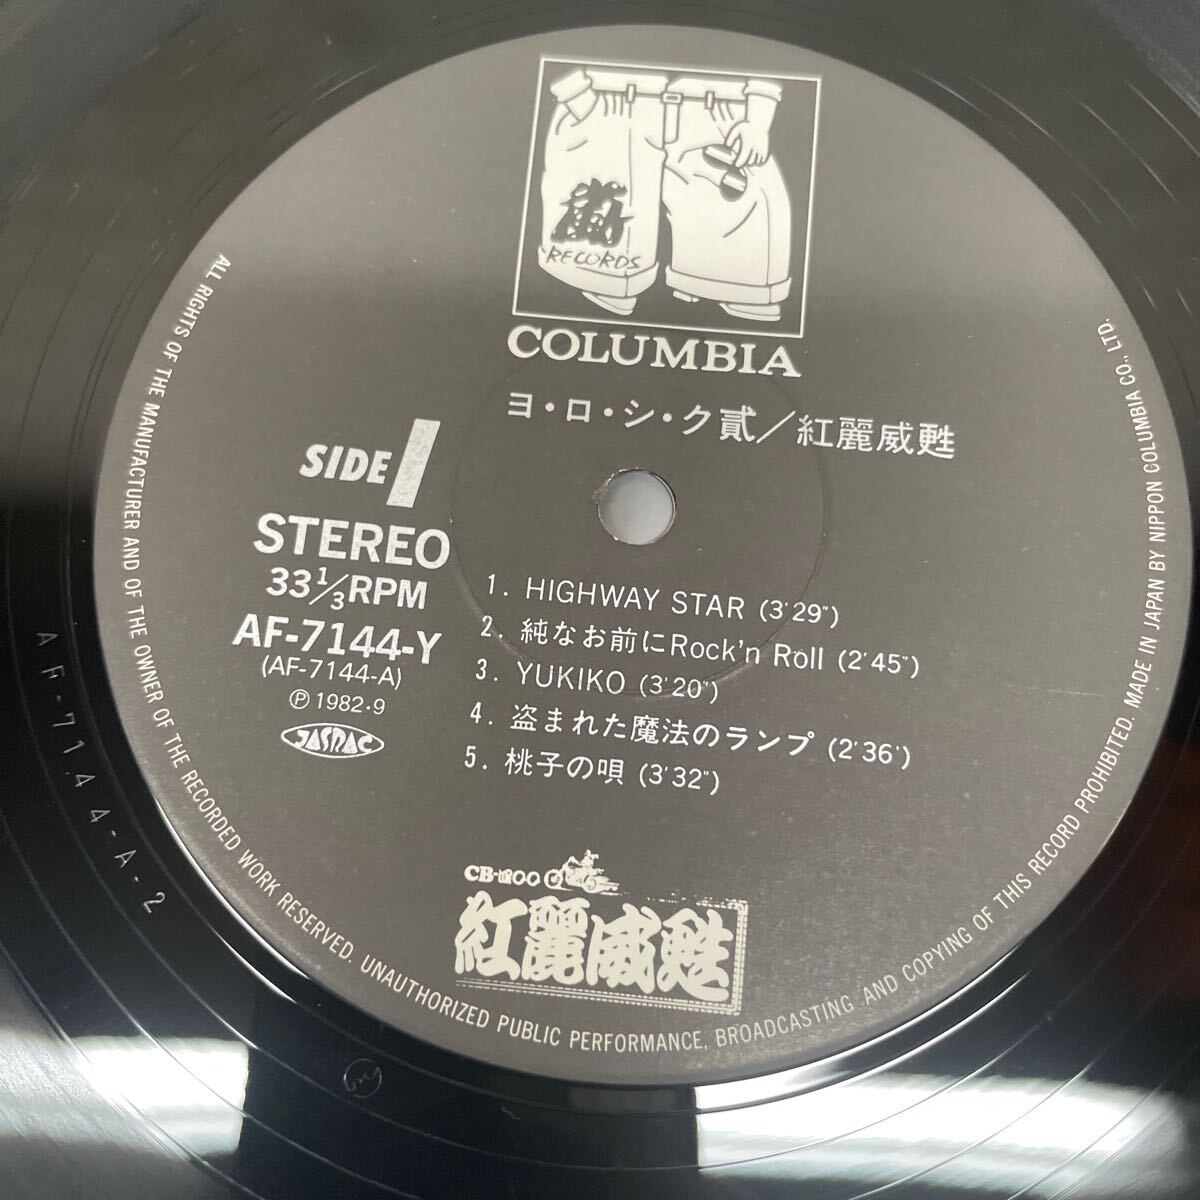 嵐
RECORDS
COLUMBIA
ヨ・ロ・シ・ク貳／紅麗威甦
SIDE 1
STEREO
33 1/3 RPM
AF-7144-Y
(AF-7144-A)
Ⓟ 1982・9
JASRAC
1. HIGHWAY STAR (3'29")
2. 純なお前にRock'n Roll (2'45")
3. YUKIKO (3'20")
4. 盗まれた魔法のランプ (2'36')
5. 桃子の唄 (3'32")
紅麗威甦
ALL RIGHTS OF THE MANUFACTURER AND OF THE OWNER OF THE RECORDED WORK RESERVED. UNAUTHORIZED PUBLIC PERFORMANCE, BROADCASTING AND COPYING OF THIS RECORD PROHIBITED. MADE IN JAPAN BY NIPPON COLUMBIA CO., LTD.
AF-7144-A-2